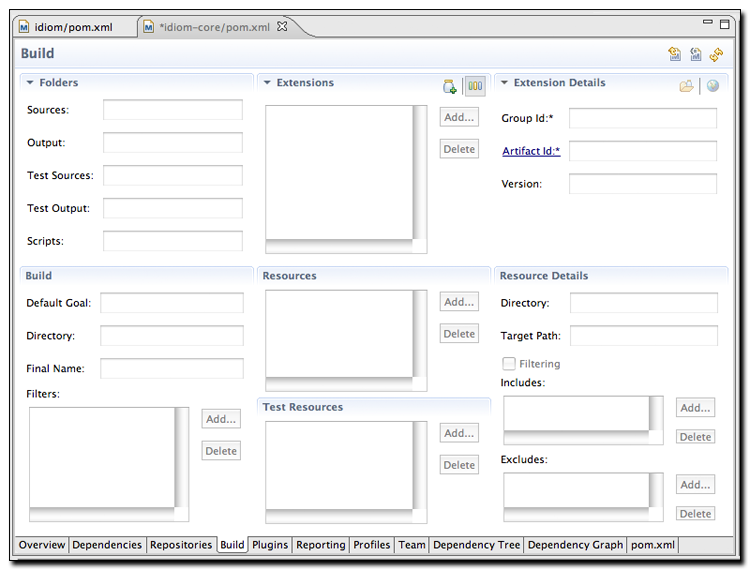 idiom/pom.xml *idiom-core/pom.xml
Build
Folders
Sources:
Output:
Test Sources:
Test Output:
Scripts:
Extensions
Add...
Delete
Extension Details
Group Id:*
Artifact Id:*
Version:
Build
Default Goal:
Directory:
Final Name:
Filters:
Add...
Delete
Resources
Add...
Delete
Test Resources
Add...
Delete
Resource Details
Directory:
Target Path:
Filtering
Includes:
Add...
Delete
Excludes:
Add...
Delete
Overview Dependencies Repositories Build Plugins Reporting Profiles Team Dependency Tree Dependency Graph pom.xml